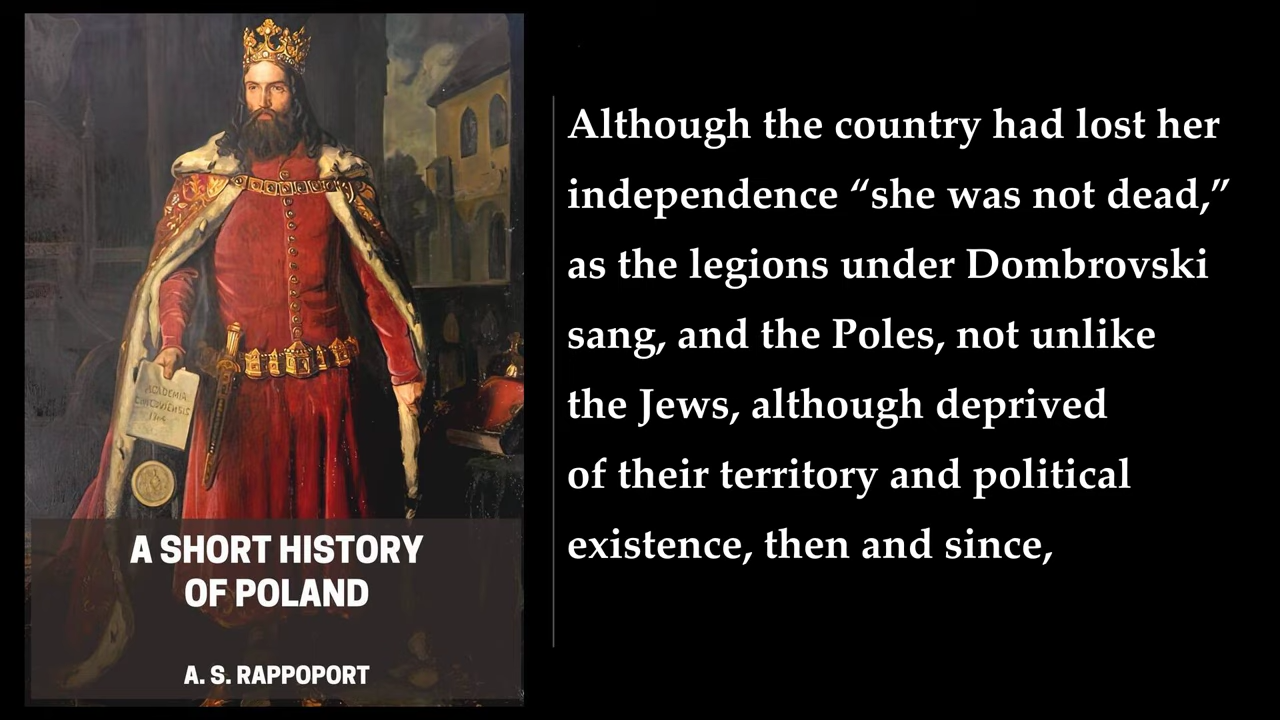 ACADEMIA
A SHORT HISTORY
OF POLAND
A. S. RAPPOPORT
Although the country had lost her
independence “she was not dead,”
as the legions under Dombrovski
sang, and the Poles, not unlike
the Jews, although deprived
of their territory and political
existence, then and since,